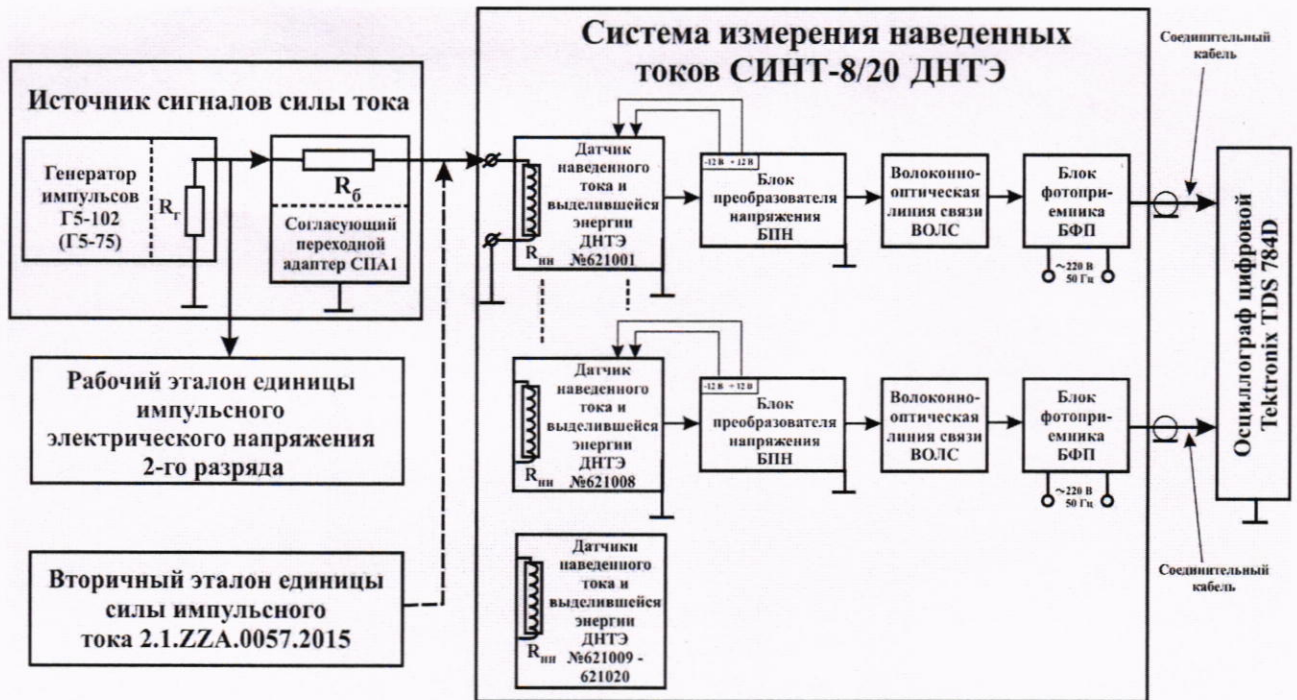 Система измерения наведенных
токов СИНТ-8/20 ДНТЭ
Соединительный
кабель
Источник сигналов силы тока
Генератор
импульсов
Г5-102
(Г5-75)
Rг
Rб
Согласующий
переходной
адаптер СПА1
Датчик
наведенного
тока и
выделившейся
энергии
ДНТЭ
№621001
Rни
-12 В + 12 В
Блок
преобразователя
напряжения
БПН
Волоконно-
оптическая
линия связи
ВОЛС
Блок
фотопри-
емника
БФП
~220 В
50 Гц
Осциллограф цифровой
Tektronix TDS 784D
Рабочий эталон единицы
импульсного
электрического напряжения
2-го разряда
Датчик
наведенного
тока и
выделившейся
энергии
ДНТЭ
№621008
Rни
-12 В + 12 В
Блок
преобразователя
напряжения
БПН
Волоконно-
оптическая
линия связи
ВОЛС
Блок
фотопри-
емника
БФП
~220 В
50 Гц
Соединительный
кабель
Вторичный эталон единицы
силы импульсного
тока 2.1.ZZA.0057.2015
Датчики
наведенного
тока и
выделившейся
энергии
ДНТЭ
№621009 -
621020
Rни